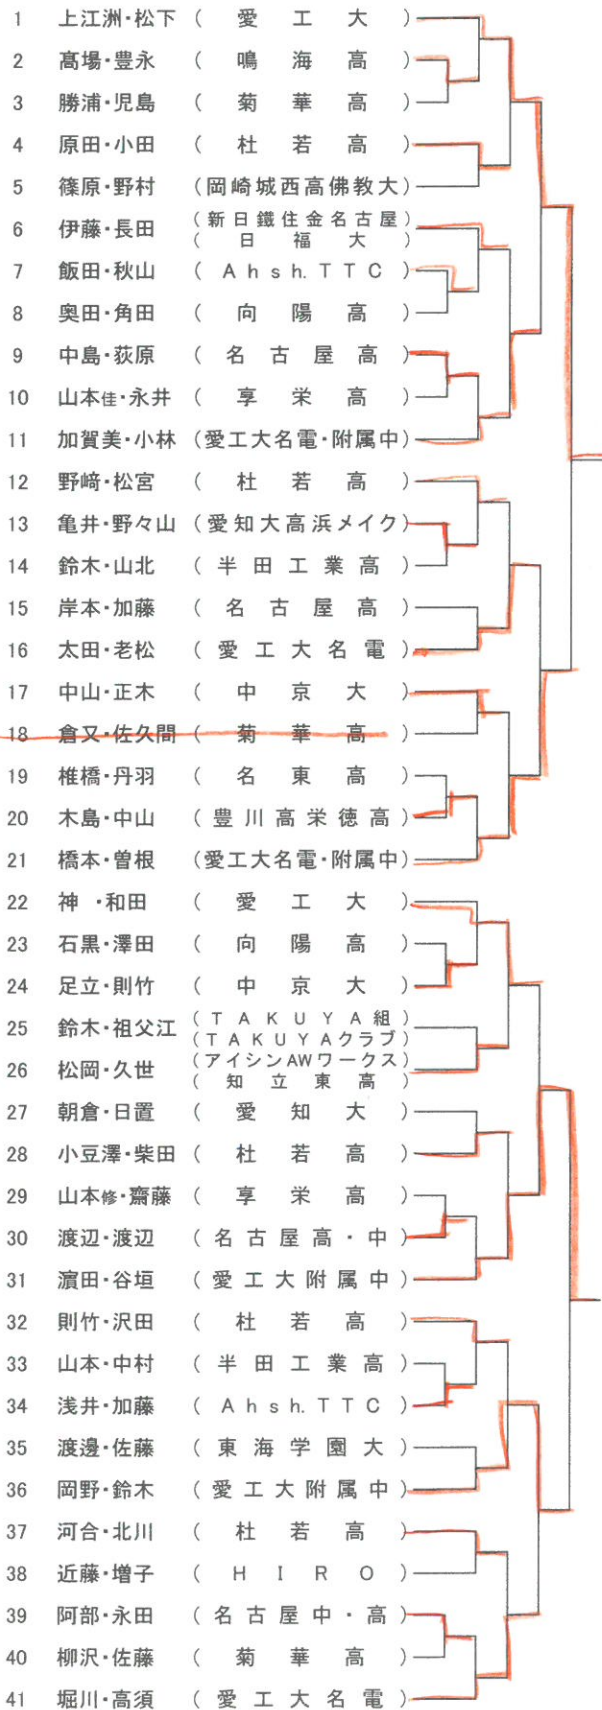 1 上江洲・松下 ( 愛工大 )
2 髙場・豊永 ( 鳴海高 )
3 勝浦・児島 ( 菊華高 )
4 原田・小田 ( 杜若高 )
5 篠原・野村 (岡崎城西高佛教大)
6 伊藤・長田 (新日鐵住金名古屋)
( 日福大 )
7 飯田・秋山 ( Ahsh.TTC )
8 奥田・角田 ( 向陽高 )
9 中島・荻原 ( 名古屋高 )
10 山本佳・永井 ( 享栄高 )
11 加賀美・小林 (愛工大名電・附属中)
12 野﨑・松宮 ( 杜若高 )
13 亀井・野々山 (愛知大高浜メイク)
14 鈴木・山北 ( 半田工業高 )
15 岸本・加藤 ( 名古屋高 )
16 太田・老松 ( 愛工大名電 )
17 中山・正木 ( 中京大 )
18 倉又・佐久間 ( 菊華高 )
19 椎橋・丹羽 ( 名東高 )
20 木島・中山 ( 豊川高栄徳高 )
21 橋本・曽根 (愛工大名電・附属中)
22 神・和田 ( 愛工大 )
23 石黒・澤田 ( 向陽高 )
24 足立・則竹 ( 中京大 )
25 鈴木・祖父江 ( TAKUYA組 )
(TAKUYAクラブ)
26 松岡・久世 (アイシンAWワークス)
( 知立東高 )
27 朝倉・日置 ( 愛知大 )
28 小豆澤・柴田 ( 杜若高 )
29 山本修・齋藤 ( 享栄高 )
30 渡辺・渡辺 ( 名古屋高・中 )
31 濵田・谷垣 ( 愛工大附属中 )
32 則竹・沢田 ( 杜若高 )
33 山本・中村 ( 半田工業高 )
34 浅井・加藤 ( Ahsh.TTC )
35 渡邉・佐藤 ( 東海学園大 )
36 岡野・鈴木 ( 愛工大附属中 )
37 河合・北川 ( 杜若高 )
38 近藤・増子 ( HIRO )
39 阿部・永田 ( 名古屋中・高 )
40 柳沢・佐藤 ( 菊華高 )
41 堀川・高須 ( 愛工大名電 )